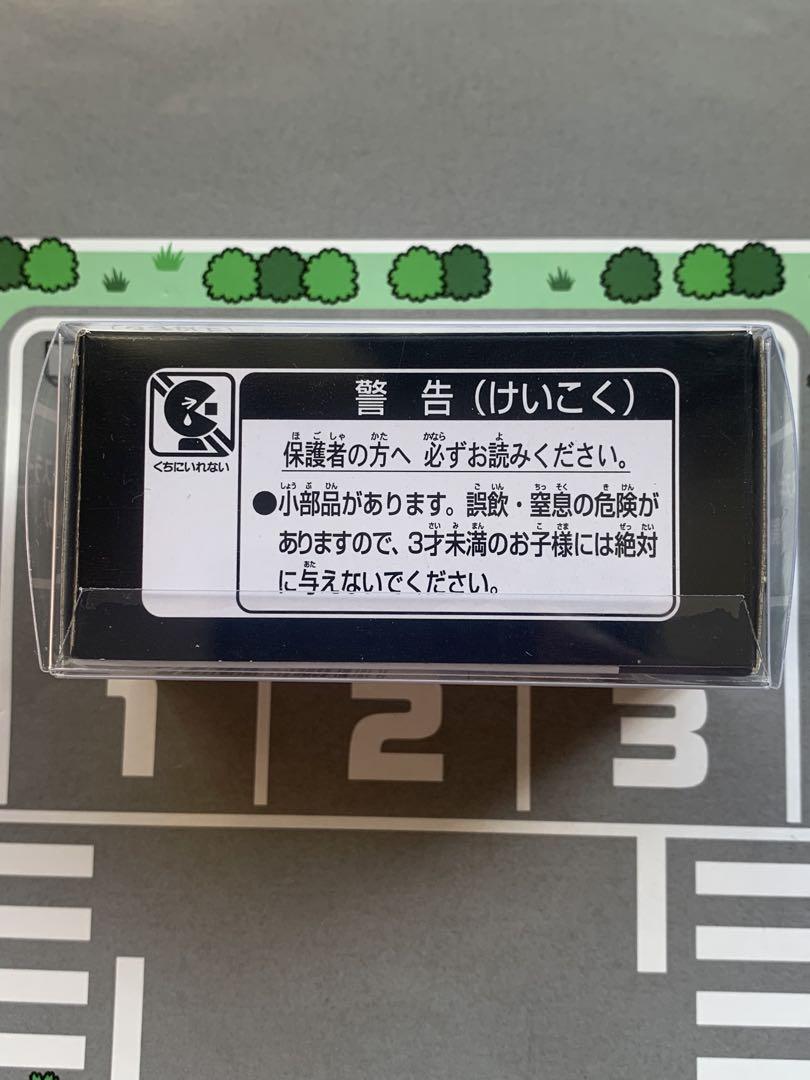 警 告（けいこく）
くちにいれない
保護者の方へ 必ずお読みください。
●小部品があります。誤飲・窒息の危険が
ありますので、3才未満のお子様には絶対
に与えないでください。
1 2 3